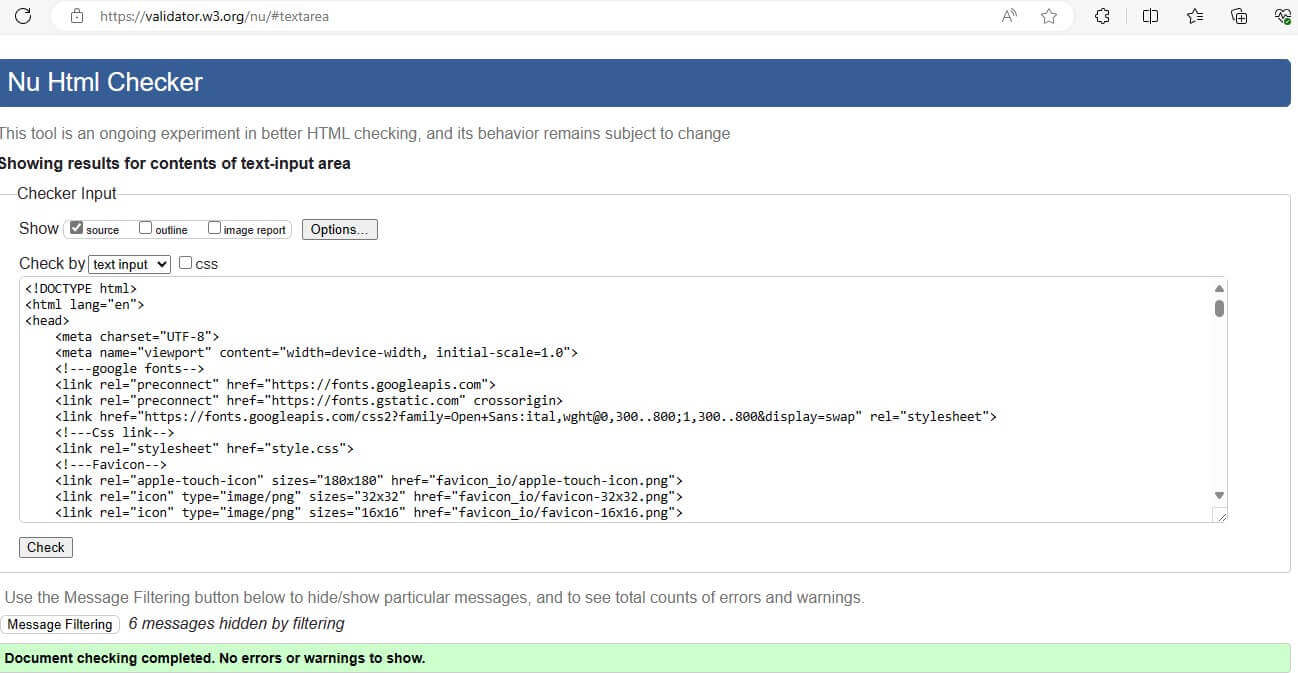 https://validator.w3.org/nu/#textarea
Nu Html Checker
This tool is an ongoing experiment in better HTML checking, and its behavior remains subject to change
Showing results for contents of text-input area
Checker Input
Show source outline image report Options...
Check by text input css
<!DOCTYPE html>
<html lang="en">
<head>
    <meta charset="UTF-8">
    <meta name="viewport" content="width=device-width, initial-scale=1.0">
    <!---google fonts-->
    <link rel="preconnect" href="https://fonts.googleapis.com">
    <link rel="preconnect" href="https://fonts.gstatic.com" crossorigin>
    <link href="https://fonts.googleapis.com/css2?family=Open+Sans:ital,wght@0,300..800;1,300..800&display=swap" rel="stylesheet">
    <!---Css link-->
    <link rel="stylesheet" href="style.css">
    <!---Favicon-->
    <link rel="apple-touch-icon" sizes="180x180" href="favicon_io/apple-touch-icon.png">
    <link rel="icon" type="image/png" sizes="32x32" href="favicon_io/favicon-32x32.png">
    <link rel="icon" type="image/png" sizes="16x16" href="favicon_io/favicon-16x16.png">
Check
Use the Message Filtering button below to hide/show particular messages, and to see total counts of errors and warnings.
Message Filtering 6 messages hidden by filtering
Document checking completed. No errors or warnings to show.